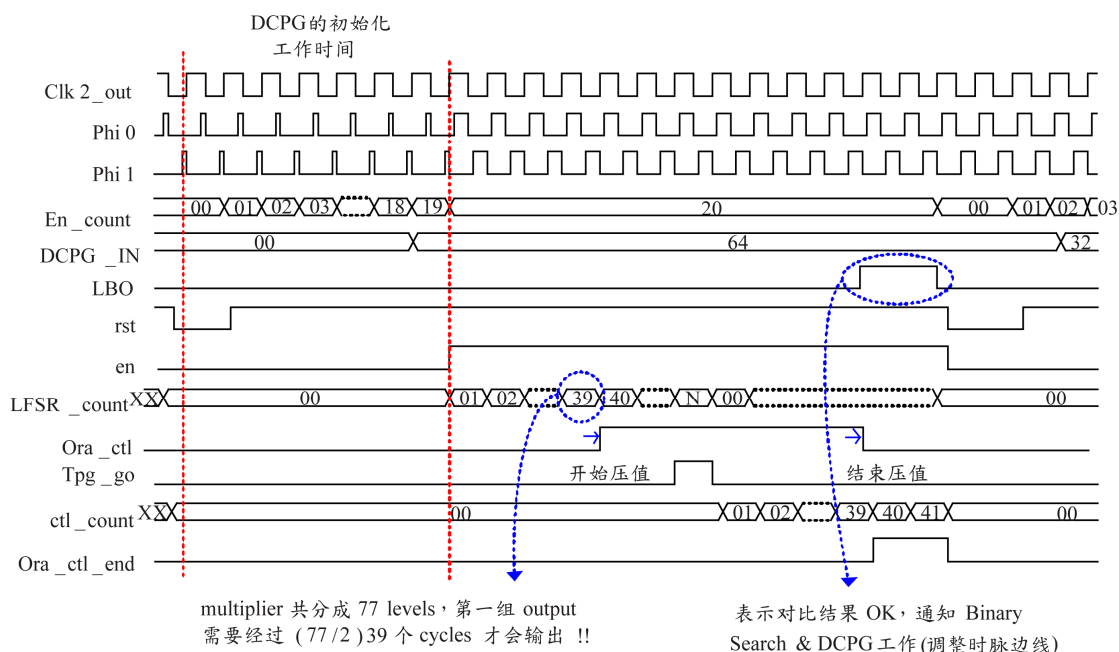 DCPG的初始化
工作时间
Clk 2_out
Phi 0
Phi 1
En_count 00 01 02 03 18 19 20 00 01 02 03
DCPG _IN 00 64 32
LBO
rst
en
LFSR _count XX 00 01 02 39 40 N 00 00
Ora _ctl
Tpg _go 开始压值 结束压值
ctl _count XX 00 01 02 39 40 41 00
Ora _ctl _end
multiplier 共分成 77 levels，第一组 output
需要经过 (77/2)39 个 cycles 才会输出 !!
表示对比结果 OK，通知 Binary
Search & DCPG 工作(调整时脉边线)